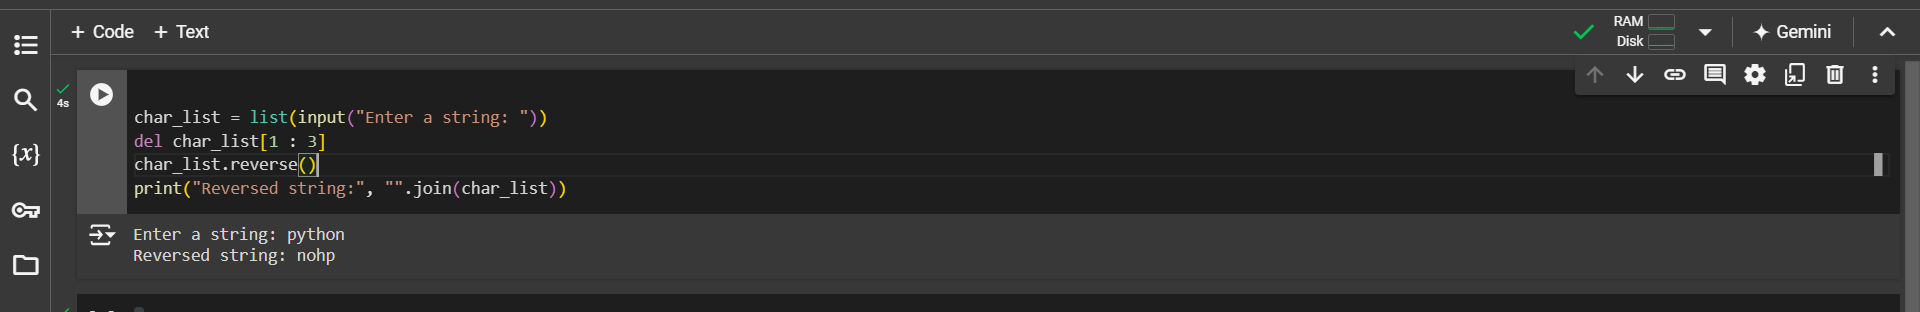 + Code + Text
RAM
Disk
Gemini
4s
char_list = list(input("Enter a string: "))
del char_list[1 : 3]
char_list.reverse()
print("Reversed string:", "".join(char_list))
{x}
Enter a string: python
Reversed string: nohp